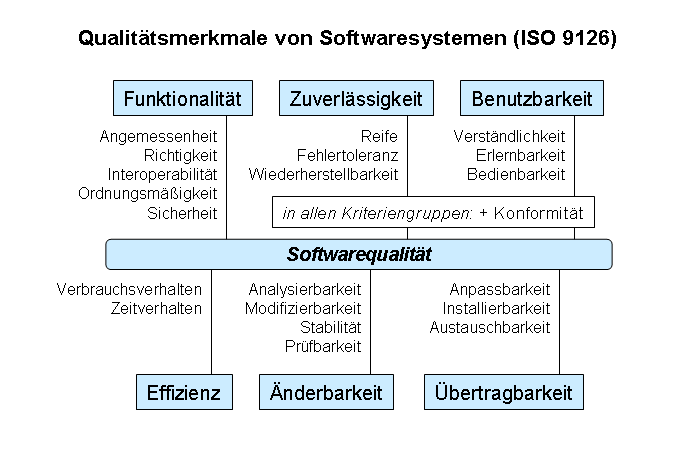 Qualitätsmerkmale von Softwaresystemen (ISO 9126)
Funktionalität
Angemessenheit
Richtigkeit
Interoperabilität
Ordnungsmäßigkeit
Sicherheit
Zuverlässigkeit
Reife
Fehlertoleranz
Wiederherstellbarkeit
Benutzbarkeit
Verständlichkeit
Erlernbarkeit
Bedienbarkeit
in allen Kriteriengruppen: + Konformität
Softwarequalität
Verbrauchsverhalten
Zeitverhalten
Effizienz
Analysierbarkeit
Modifizierbarkeit
Stabilität
Prüfbarkeit
Änderbarkeit
Anpassbarkeit
Installierbarkeit
Austauschbarkeit
Übertragbarkeit